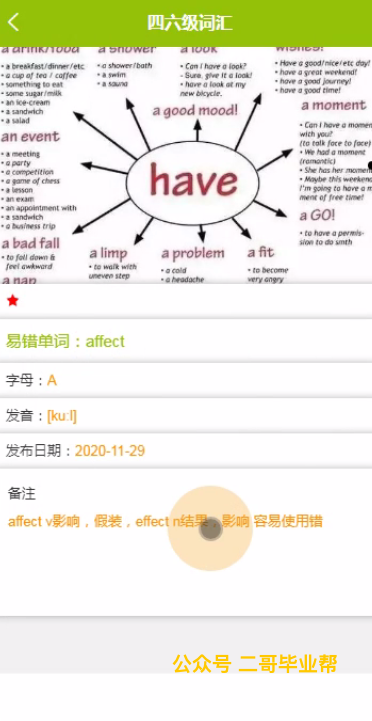 四六级词汇
a drink/food
a shower
a look
wishes!
• a breakfast/dinner/etc.
• a cup of tea / coffee
• something to eat
• some sugar/milk
• an ice-cream
• a sandwich
• a salad
• a shower/bath
• a swim
• a sauna
• Can I have a look?
- Sure, give it a look!
• have a look at my
new bicycle.
• Have a good/nice/etc day!
• have a great weekend!
• have a good journey!
• have a good time!
a good mood!
a moment
• Can I have a momen
with you?
(to talk face to face)
• We had a moment
(romantic)
• She has her momen
• Maybe this weekend
I'm going to have a m
ment of free time!
an event
• a meeting
• a party
• a competition
• a game of chess
• a lesson
• an exam
• an appointment with
• a sandwich
• a business trip
have
a GO!
• to have a permis-
sion to do smth
a bad fall
• to fall down &
feel awkward
a limp
• to walk with
uneven step
a problem
• a cold
• a headache
a fit
• to become
very angry
a nap
易错单词：affect
字母：A
发音：[kuːl]
发布日期：2020-11-29
备注
affect v影响，假装，effect n结果，影响 容易使用错
公众号 二哥毕业帮